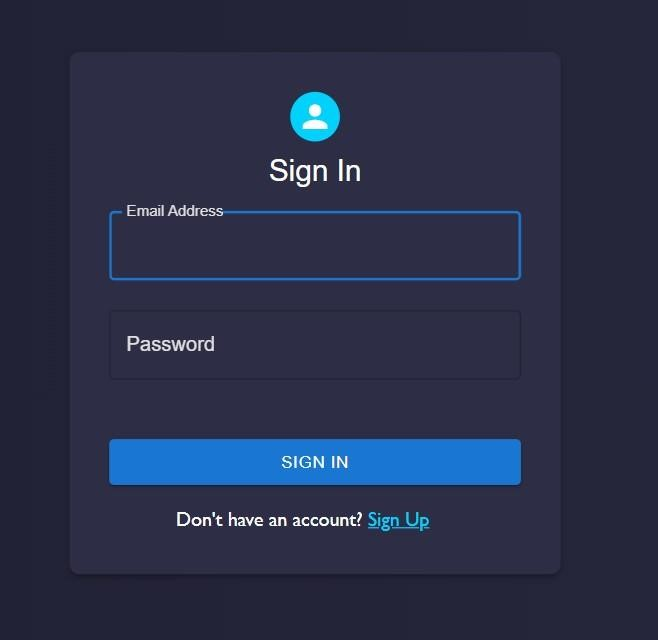 Sign In
Email Address
Password
SIGN IN
Don't have an account? Sign Up